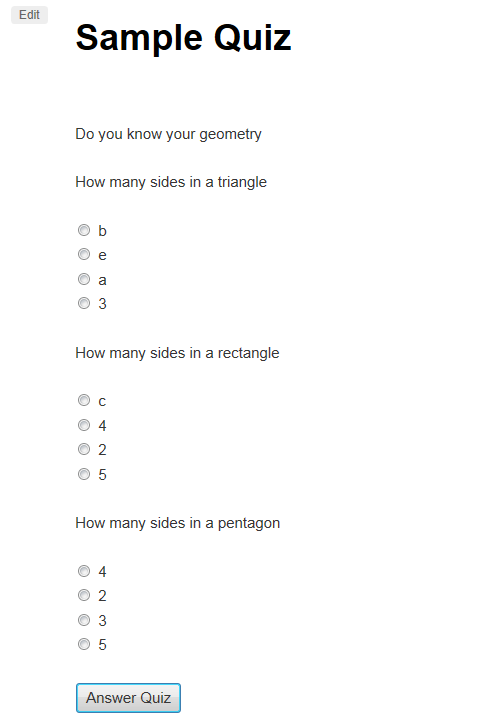 Edit
Sample Quiz
Do you know your geometry
How many sides in a triangle
b
e
a
3
How many sides in a rectangle
c
4
2
5
How many sides in a pentagon
4
2
3
5
Answer Quiz